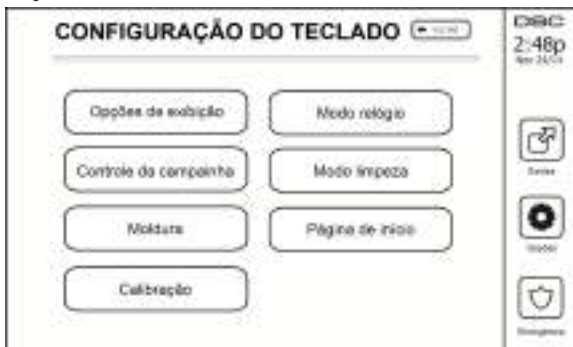 CONFIGURAÇÃO DO TECLADO
DSC
2:48p
Opções de exibição
Modo relógio
Controle da campainha
Modo limpeza
Moldura
Página de início
Calibração